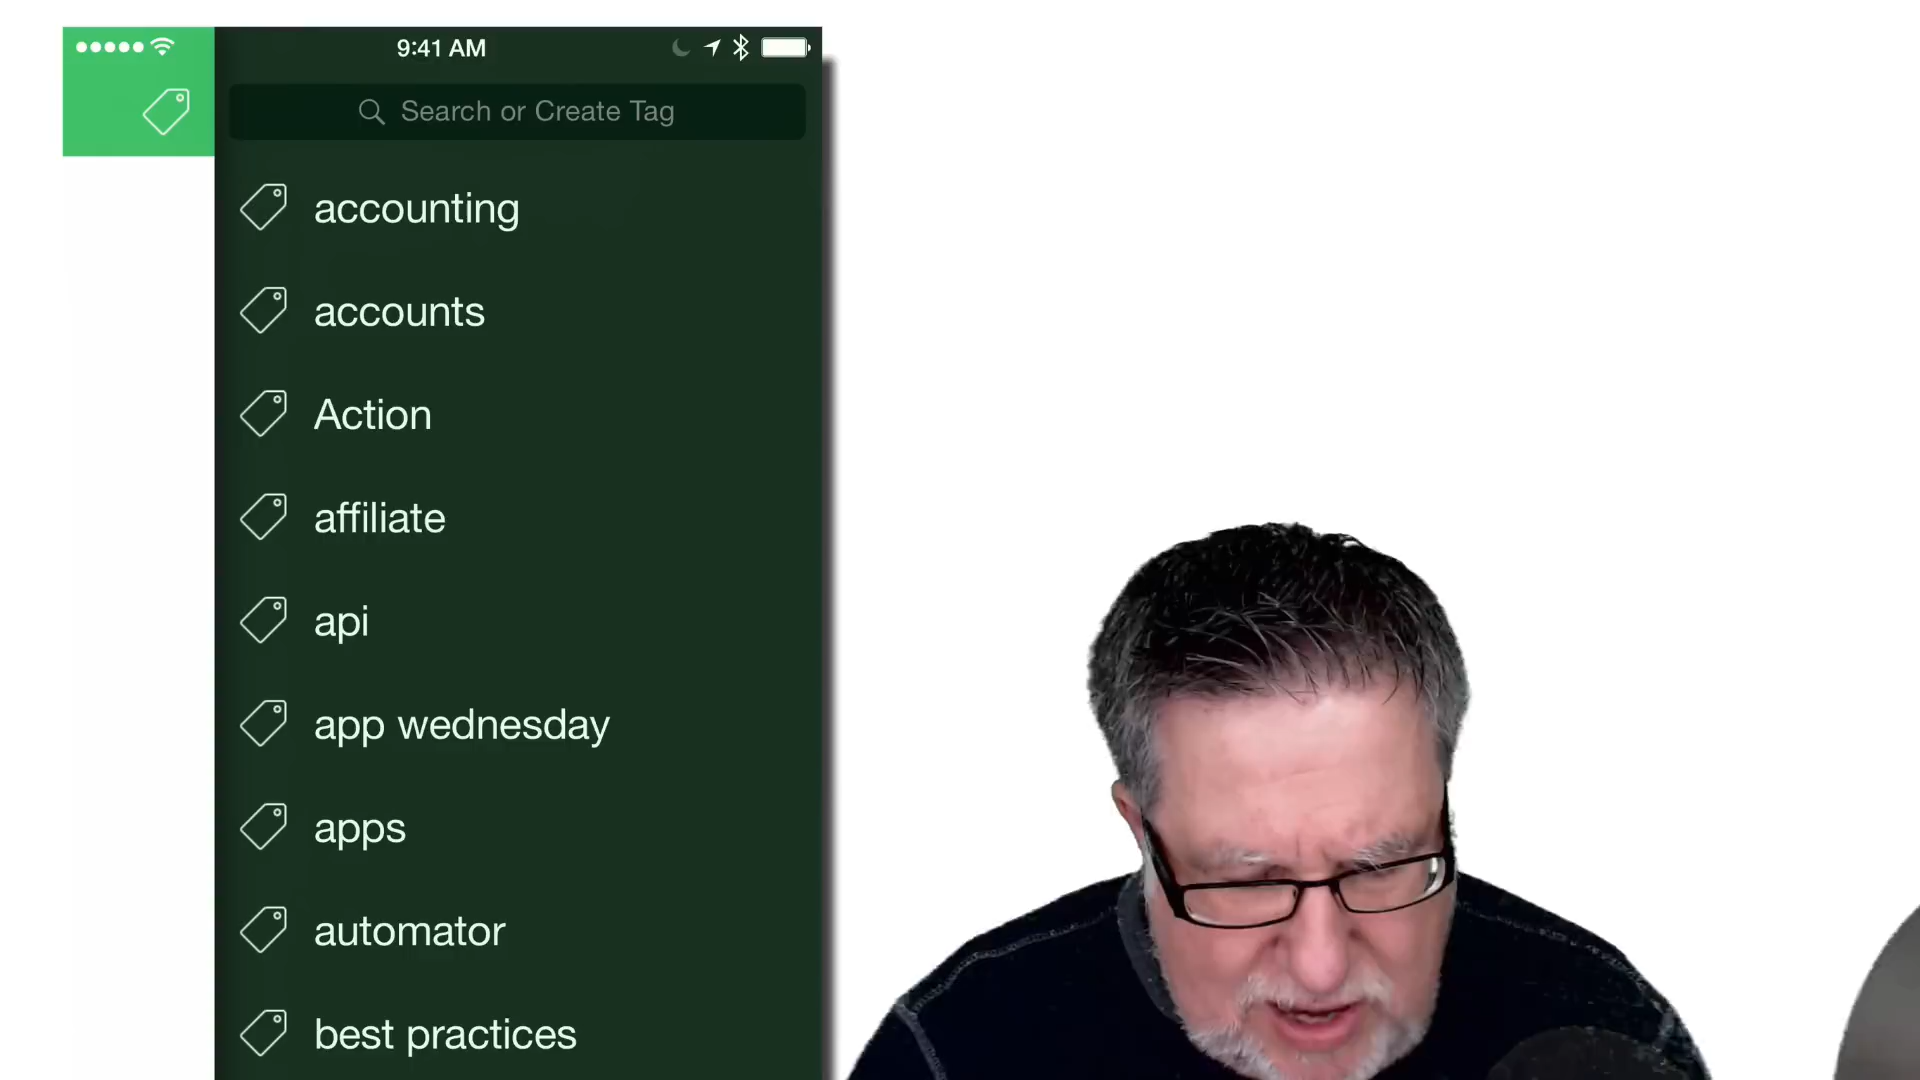 9:41 AM
Search or Create Tag
accounting
accounts
Action
affiliate
api
app wednesday
apps
automator
best practices